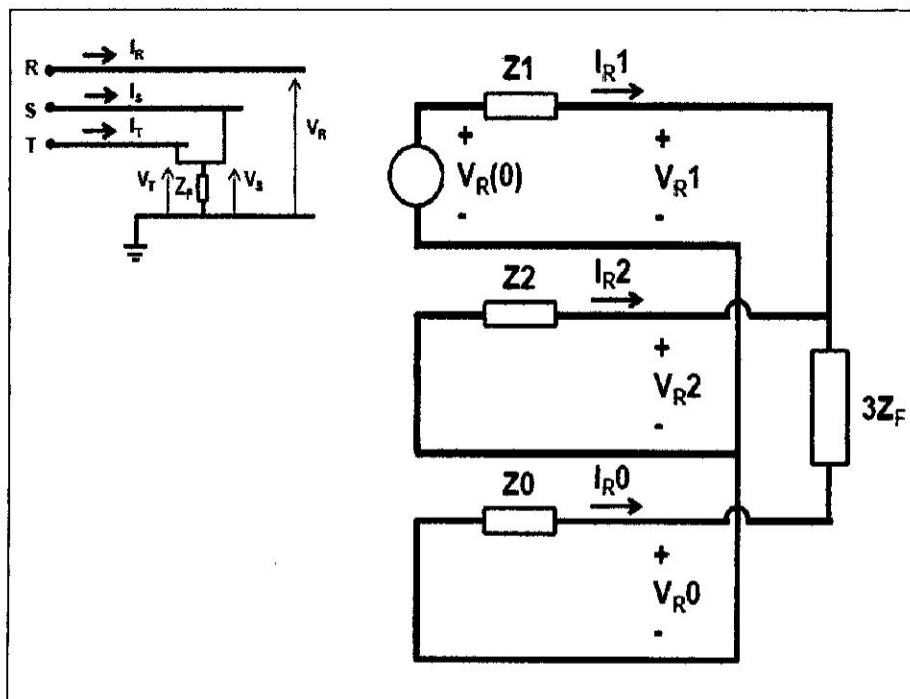 R
I_R
S
I_S
T
I_T
V_R
V_T
Z_F
V_S
Z1
I_R1
+
V_R(0)
-
+
V_R1
-
Z2
I_R2
+
V_R2
-
3Z_F
Z0
I_R0
+
V_R0
-